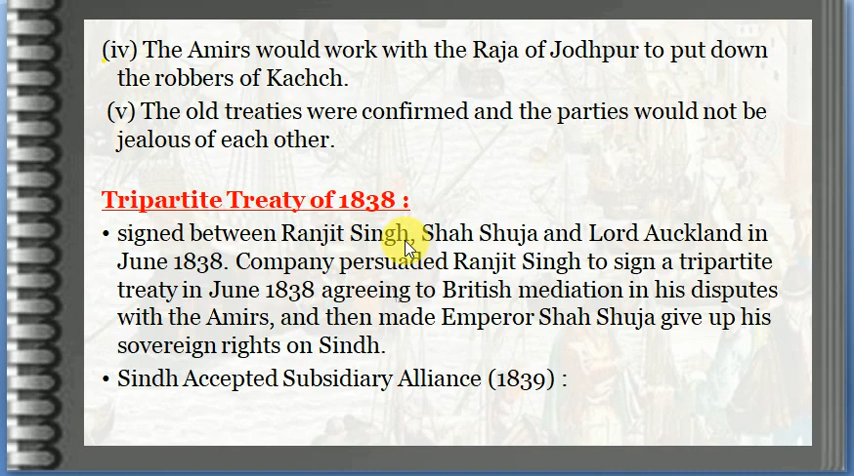 (iv) The Amirs would work with the Raja of Jodhpur to put down
the robbers of Kachch.
(v) The old treaties were confirmed and the parties would not be
jealous of each other.
Tripartite Treaty of 1838 :
• signed between Ranjit Singh, Shah Shuja and Lord Auckland in
June 1838. Company persuaded Ranjit Singh to sign a tripartite
treaty in June 1838 agreeing to British mediation in his disputes
with the Amirs, and then made Emperor Shah Shuja give up his
sovereign rights on Sindh.
• Sindh Accepted Subsidiary Alliance (1839) :